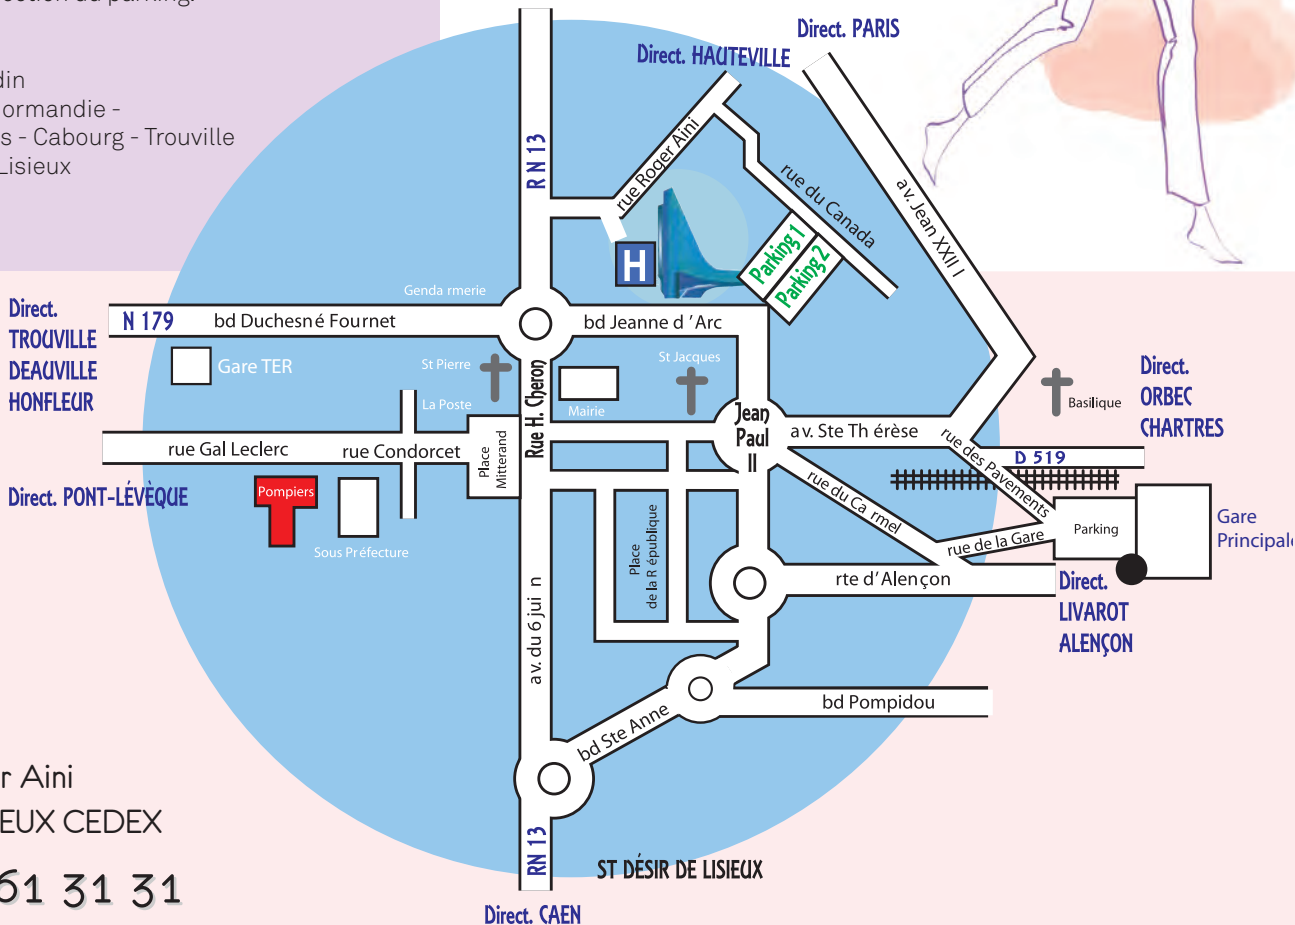 ection du parking.
din
ormandie -
s - Cabourg - Trouville
Lisieux
Direct. PARIS
Direct. HAUTEVILLE
R N 13
rue Roger Aini
rue du Canada
av. Jean XXII I
H
Parking 1
Parking 2
Genda rmerie
Direct.
TROUVILLE
DEAUVILLE
HONFLEUR
N 179
bd Duchesné Fournet
bd Jeanne d 'Arc
Gare TER
St Pierre
La Poste
Rue H. Cheron
Mairie
St Jacques
Jean
Paul
II
av. Ste Th érèse
Basilique
Direct.
ORBEC
CHARTRES
D 519
rue des Pavements
rue Gal Leclerc
rue Condorcet
Place
Mitterand
Direct. PONT-LÉVÈQUE
Pompiers
Sous Préfecture
Place
de la R épublique
rue du Ca rmel
rue de la Gare
Parking
Gare
Principale
rte d'Alençon
Direct.
LIVAROT
ALENÇON
av. du 6 jui n
bd Ste Anne
bd Pompidou
RN 13
ST DÉSIR DE LISIEUX
Direct. CAEN
r Aini
EUX CEDEX
61 31 31